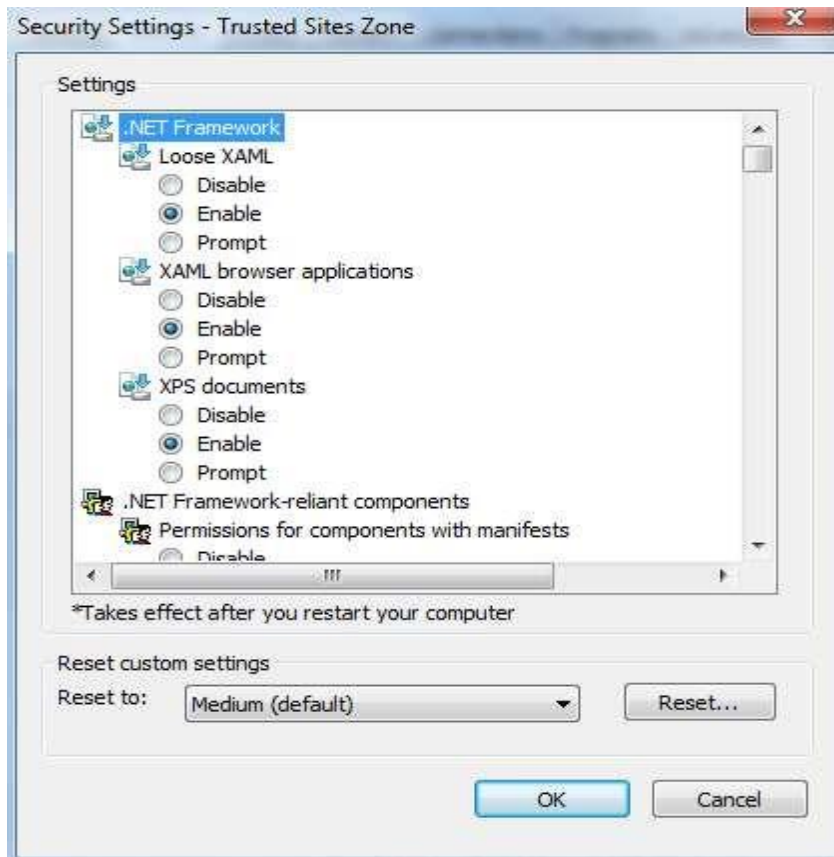 Security Settings - Trusted Sites Zone
Settings
.NET Framework
Loose XAML
Disable
Enable
Prompt
XAML browser applications
Disable
Enable
Prompt
XPS documents
Disable
Enable
Prompt
.NET Framework-reliant components
Permissions for components with manifests
Disable
*Takes effect after you restart your computer
Reset custom settings
Reset to:
Medium (default)
Reset...
OK
Cancel